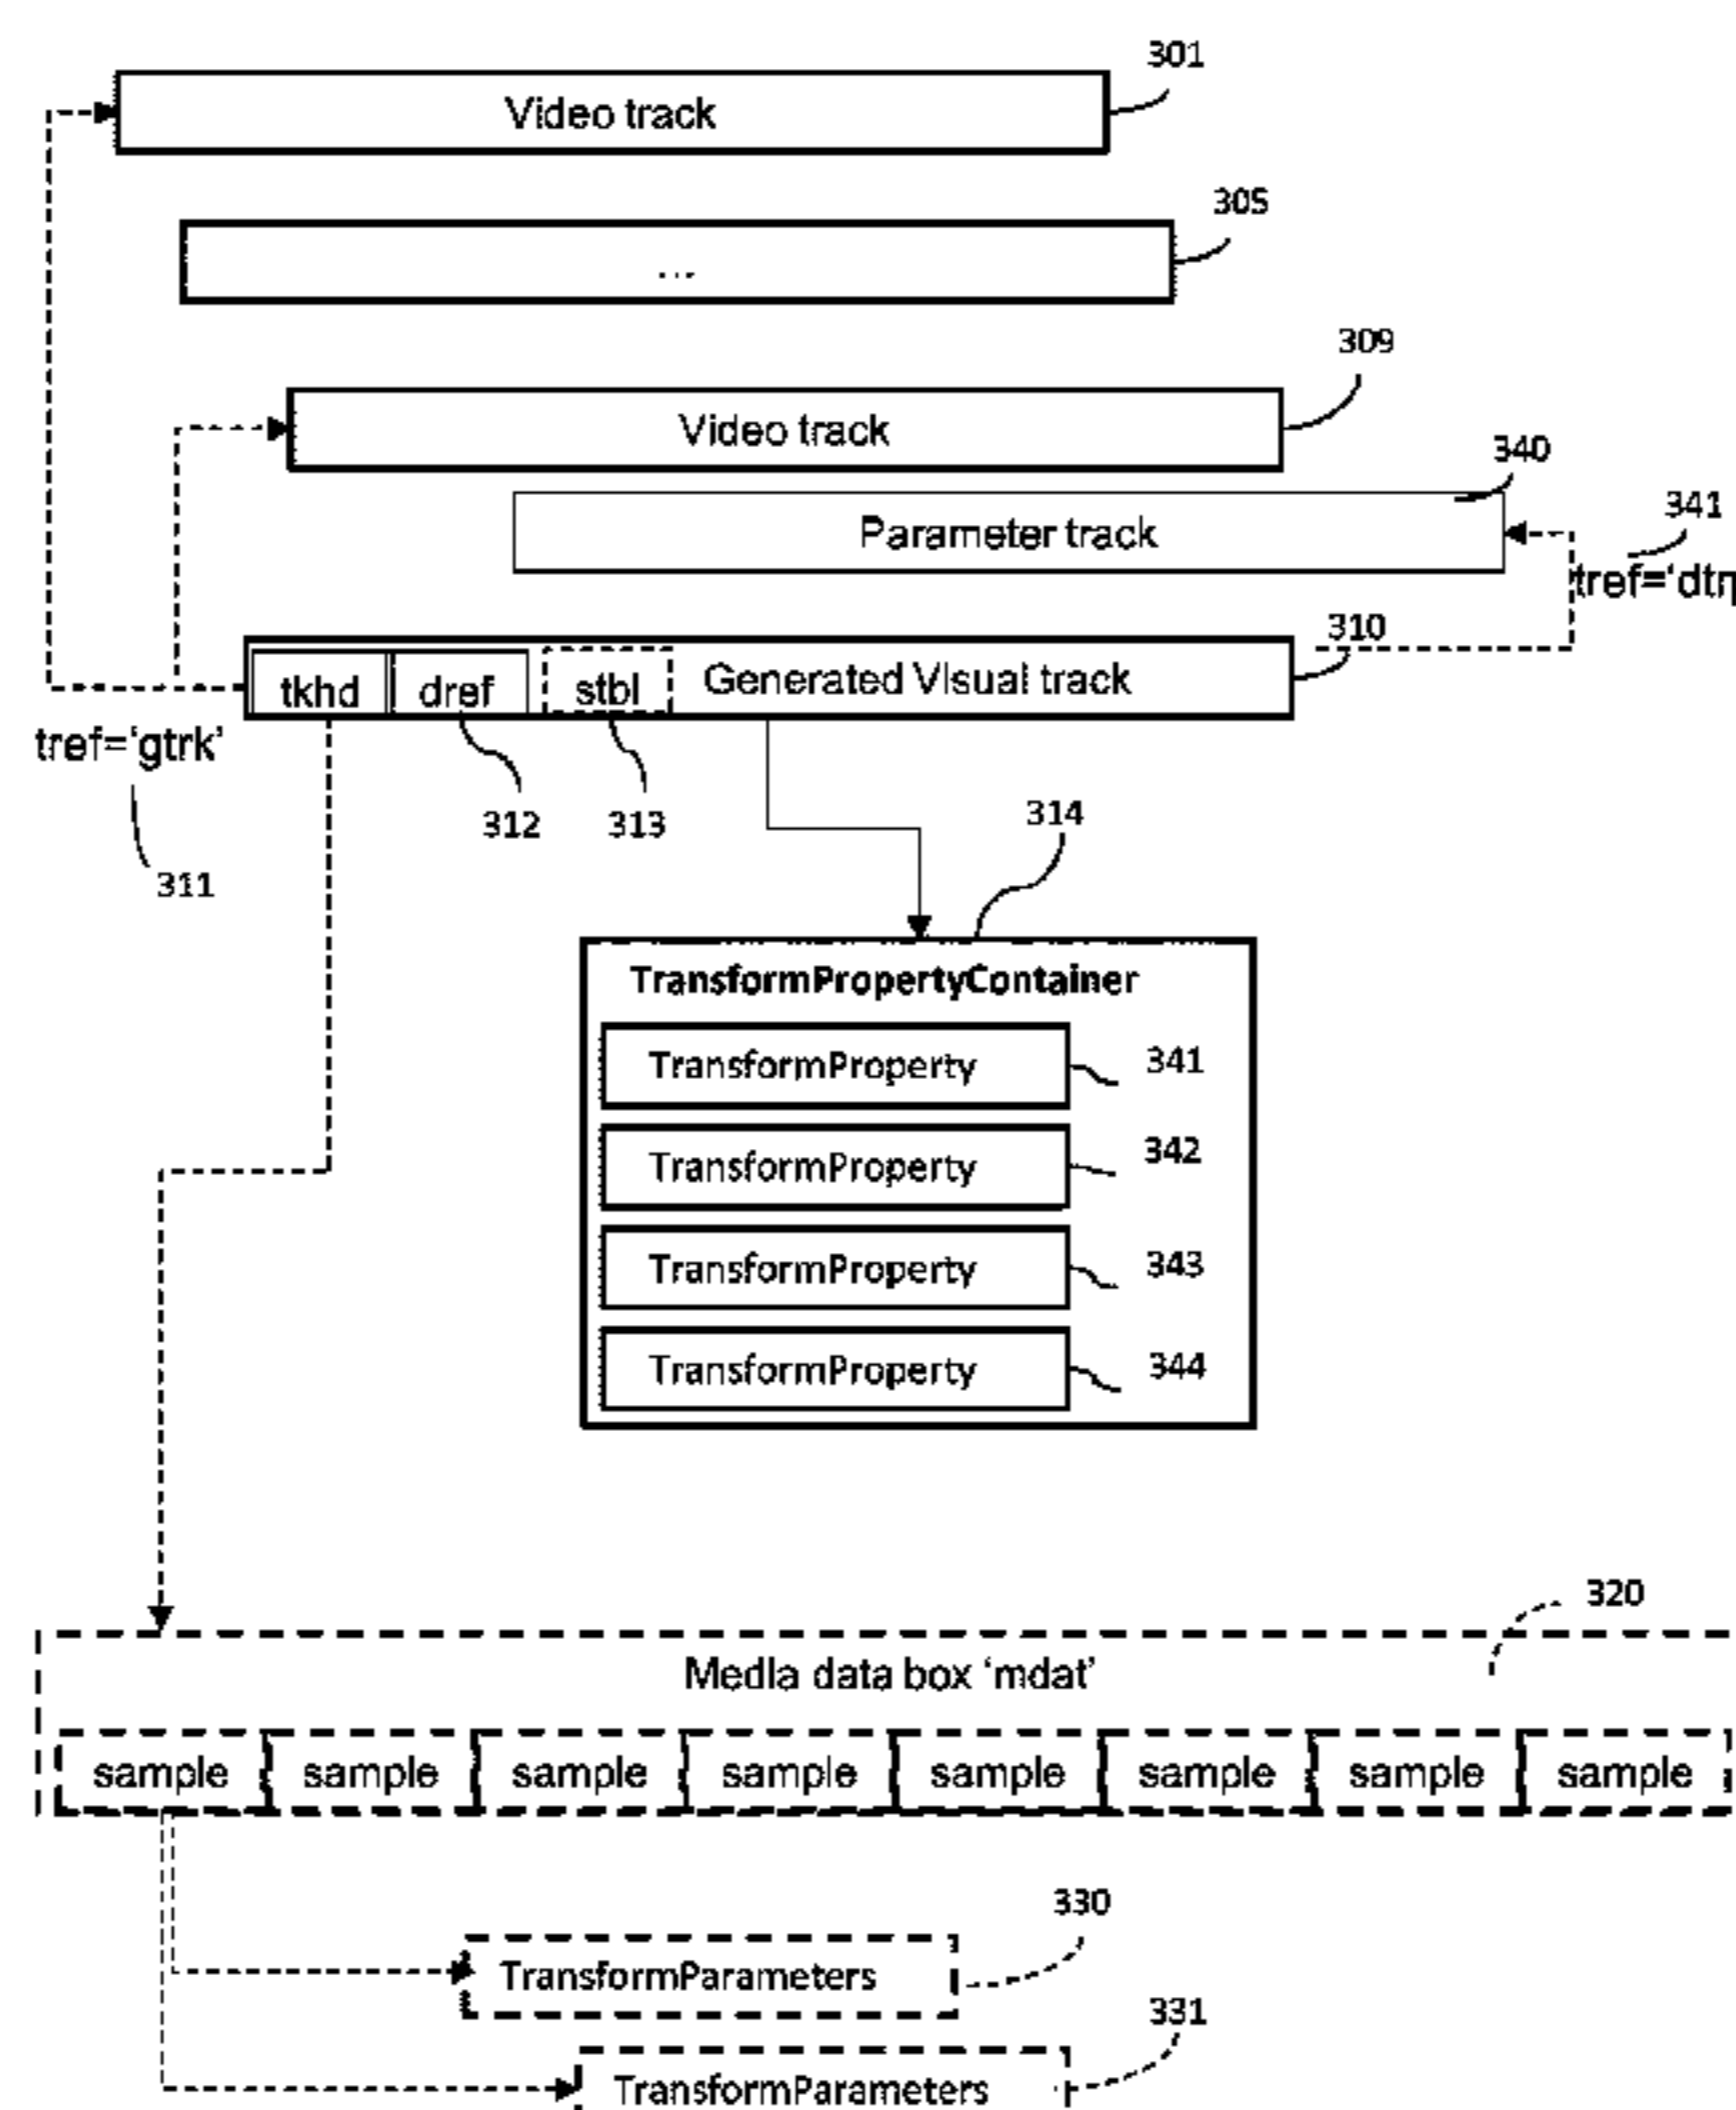 301
Video track
305
...
309
Video track
340
Parameter track
341
tref='dtr
310
tkhd dref stbl Generated Visual track
tref='gtrk'
312 313
314
311
TransformPropertyContainer
TransformProperty 341
TransformProperty 342
TransformProperty 343
TransformProperty 344
320
Media data box 'mdat'
sample sample sample sample sample sample sample sample
330
TransformParameters
331
TransformParameters